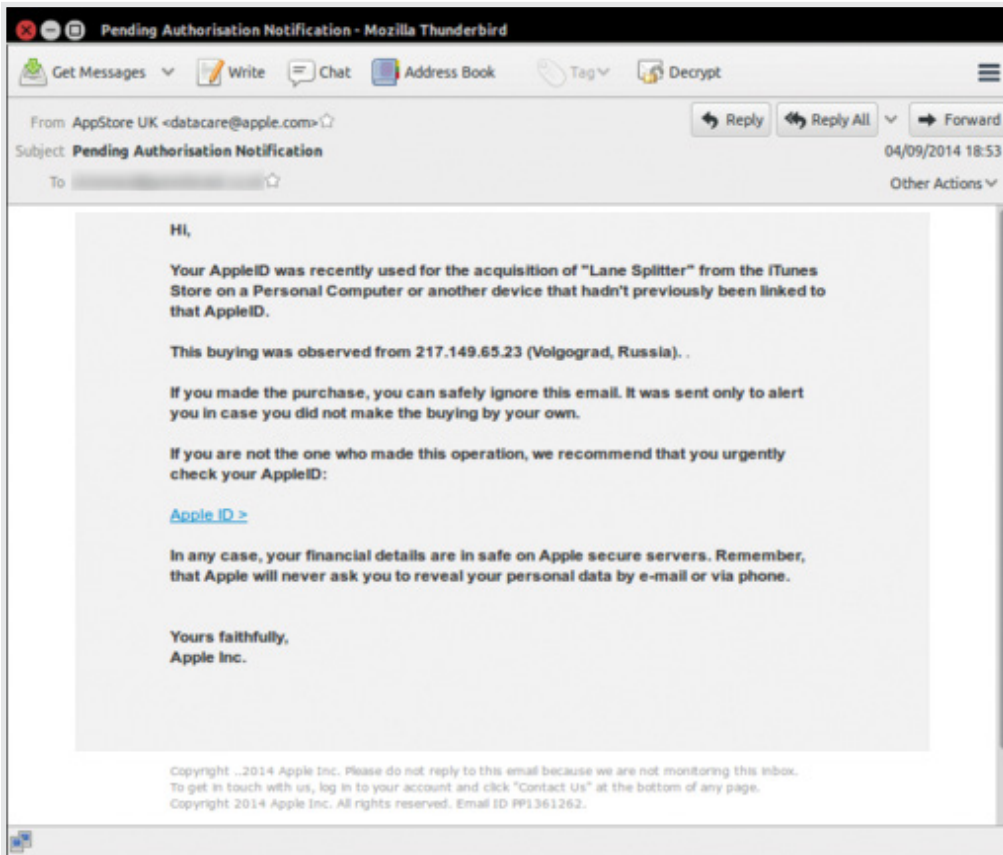 Pending Authorisation Notification - Mozilla Thunderbird
Get Messages Write Chat Address Book Tag Decrypt
From AppStore UK <datacare@apple.com> Reply Reply All Forward
Subject Pending Authorisation Notification 04/09/2014 18:53
To Other Actions
Hi,
Your AppleID was recently used for the acquisition of "Lane Splitter" from the iTunes
Store on a Personal Computer or another device that hadn't previously been linked to
that AppleID.
This buying was observed from 217.149.65.23 (Volgograd, Russia). .
If you made the purchase, you can safely ignore this email. It was sent only to alert
you in case you did not make the buying by your own.
If you are not the one who made this operation, we recommend that you urgently
check your AppleID:
Apple ID >
In any case, your financial details are in safe on Apple secure servers. Remember,
that Apple will never ask you to reveal your personal data by e-mail or via phone.
Yours faithfully,
Apple Inc.
Copyright ..2014 Apple Inc. Please do not reply to this email because we are not monitoring this inbox.
To get in touch with us, log in to your account and click "Contact Us" at the bottom of any page.
Copyright 2014 Apple Inc. All rights reserved. Email ID PP1361262.